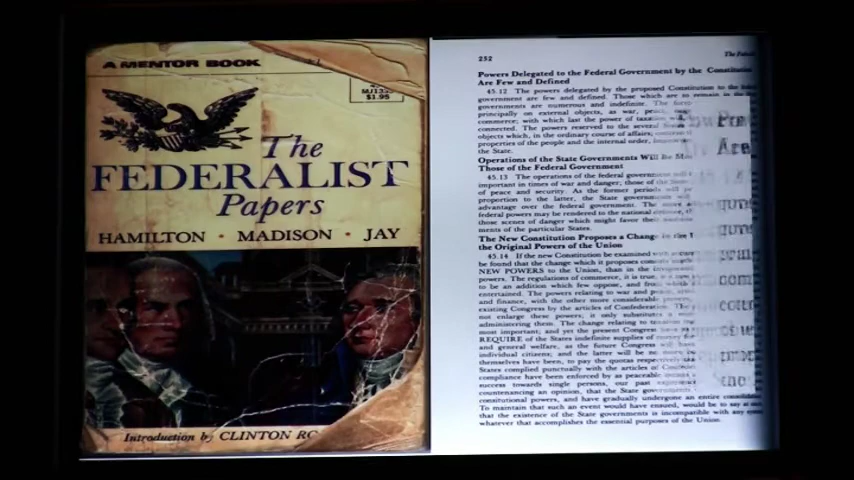 A MENTOR BOOK
MJ1335
$1.95
The
FEDERALIST
Papers
HAMILTON · MADISON · JAY
Introduction by CLINTON RO
252
Powers Delegated to the Federal Government by the Constitution
Are Few and Defined
45.12 The powers delegated by the proposed Constitution to the
government are few and defined. Those which are to remain in the
governments are numerous and indefinite. The
principally on external objects, as war, peace,
commerce; with which last the power of taxation will,
connected. The powers reserved to the several
objects which, in the ordinary course of affairs,
properties of the people and the internal order,
the State.
Operations of the State Governments Will Be
Those of the Federal Government
45.13 The operations of the federal government
important in times of war and danger; those of the
of peace and security. As the former periods will
proportion to the latter, the State governments
advantage over the federal government. The more
federal powers may be rendered to the national
those scenes of danger which might favor their
ments of the particular States.
The New Constitution Proposes a Change in the
the Original Powers of the Union
45.14 If the new Constitution be examined with
be found that the change which it proposes consists
NEW POWERS to the Union, than in the
powers. The regulations of commerce, it is true, is
to be an addition which few oppose, and from which
entertained. The powers relating to war and peace,
and finance, with the other more considerable powers,
existing Congress by the articles of Confederation. The
not enlarge these powers; it only substitutes a
administering them. The change relating to taxation
most important; and yet the present Congress have
REQUIRE of the States indefinite supplies of money
and general welfare, as the future Congress will have
individual citizens; and the latter will be no more
themselves have been, to pay the quotas respectively
States complied punctually with the articles of
compliance have been enforced by as peaceable
success towards single persons, our past experience
countenancing an opinion, that the State governments
constitutional powers, and have gradually undergone an entire
To maintain that such an event would have ensued, would be to say at
that the existence of the State governments is incompatible with any
whatever that accomplishes the essential purposes of the Union.